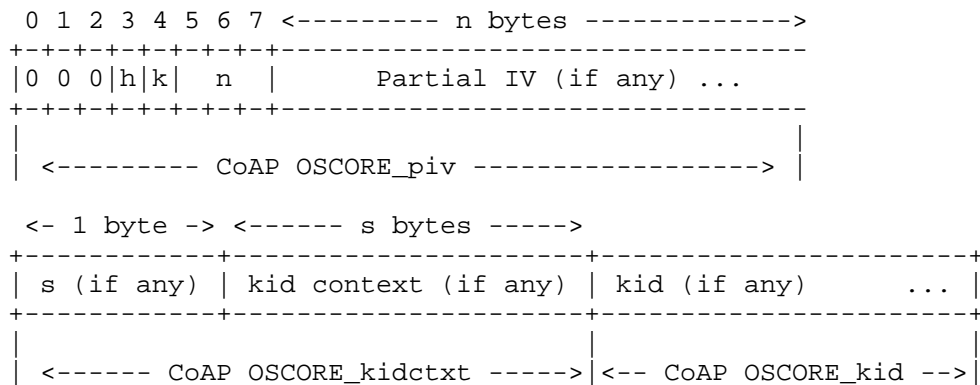 0 1 2 3 4 5 6 7 <--------- n bytes ------------->
+-+-+-+-+-+-+-+-+---------------------------------
|0 0 0|h|k|  n  |      Partial IV (if any) ...
+-+-+-+-+-+-+-+-+---------------------------------
|                                                |
| <--------- CoAP OSCORE_piv ------------------> |
 <- 1 byte -> <------ s bytes ----->
+------------+----------------------+-----------------------+
| s (if any) | kid context (if any) | kid (if any)      ... |
+------------+----------------------+-----------------------+
|                                   |                       |
| <------ CoAP OSCORE_kidctxt ----->|<-- CoAP OSCORE_kid -->|